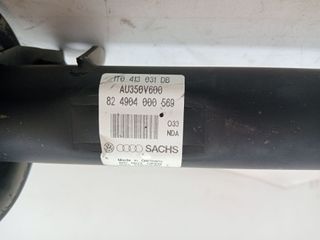 1T0 413 031 DB
AU350V600
82 4904 000 569
033
NDA
SACHS
Made in Germany